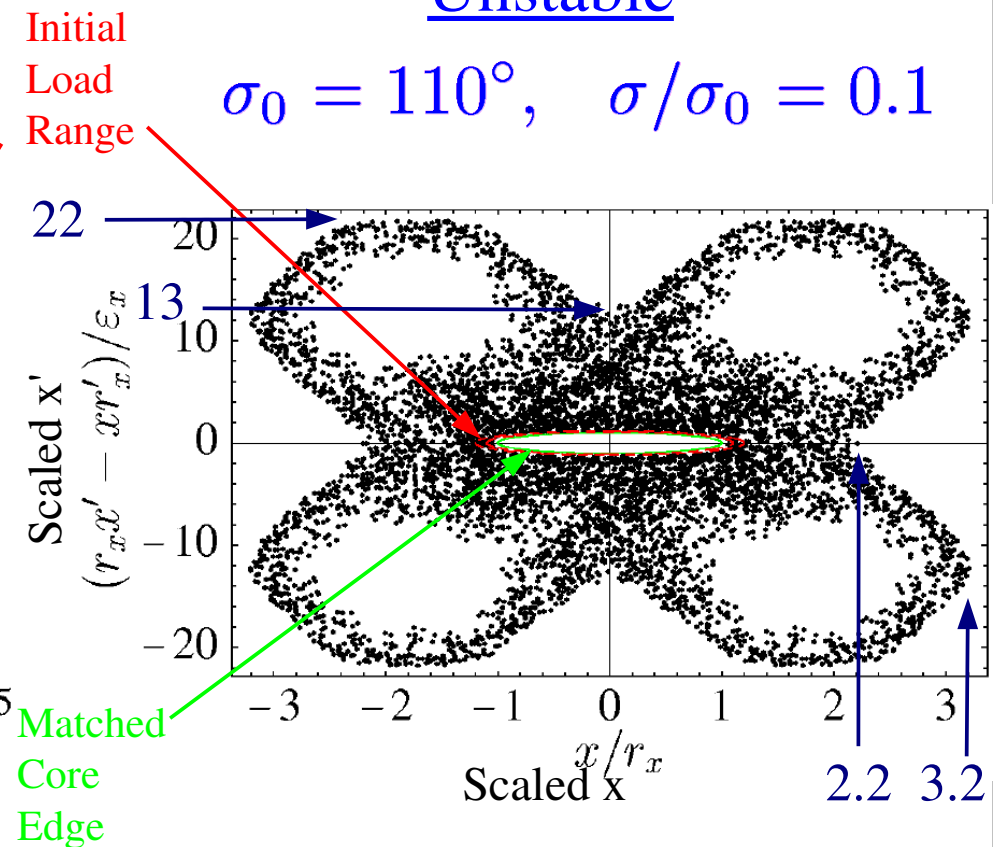 Unstable
Initial
Load
Range
σ₀ = 110°, σ/σ₀ = 0.1
22
13
20
10
0
−10
−20
Scaled x'
(rₓx′ − xr′ₓ)/εₓ
−3 −2 −1 0 1 2 3
x/rₓ
Scaled x
2.2 3.2
5
Matched
Core
Edge